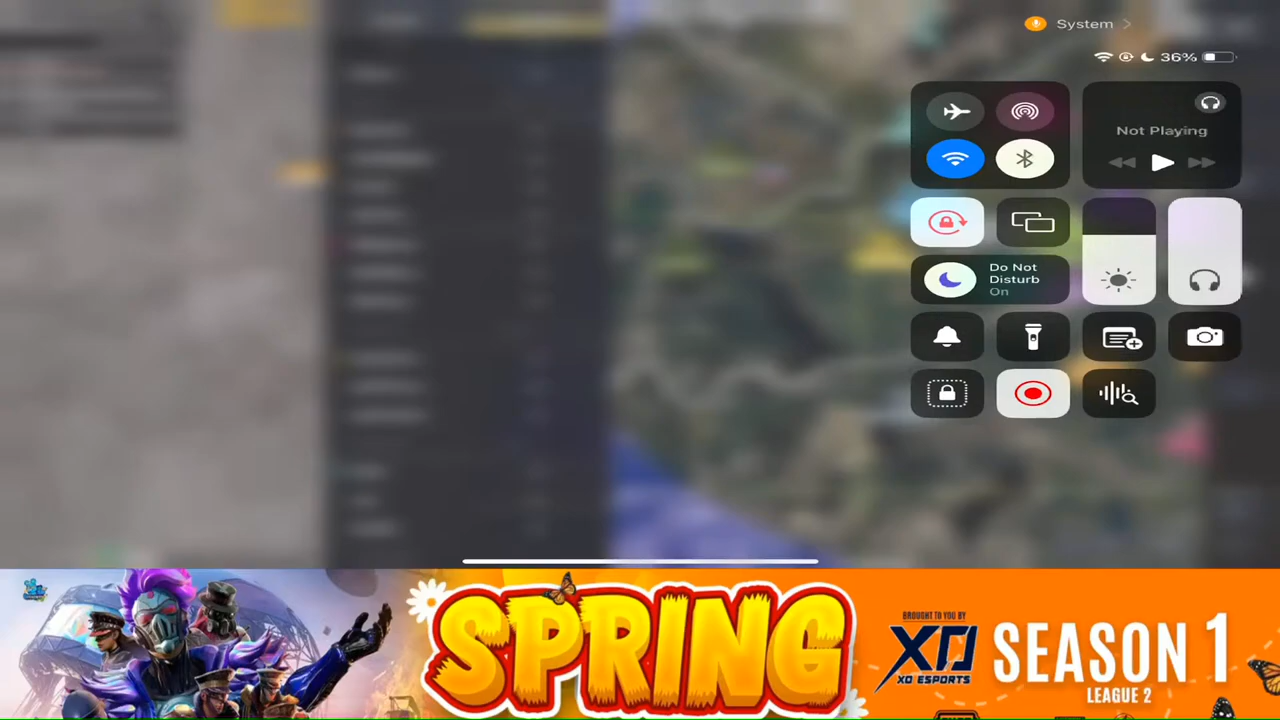 System
36%
Not Playing
Do Not
Disturb
On
SPRING
BROUGHT TO YOU BY
XO
XO ESPORTS
SEASON 1
LEAGUE 2